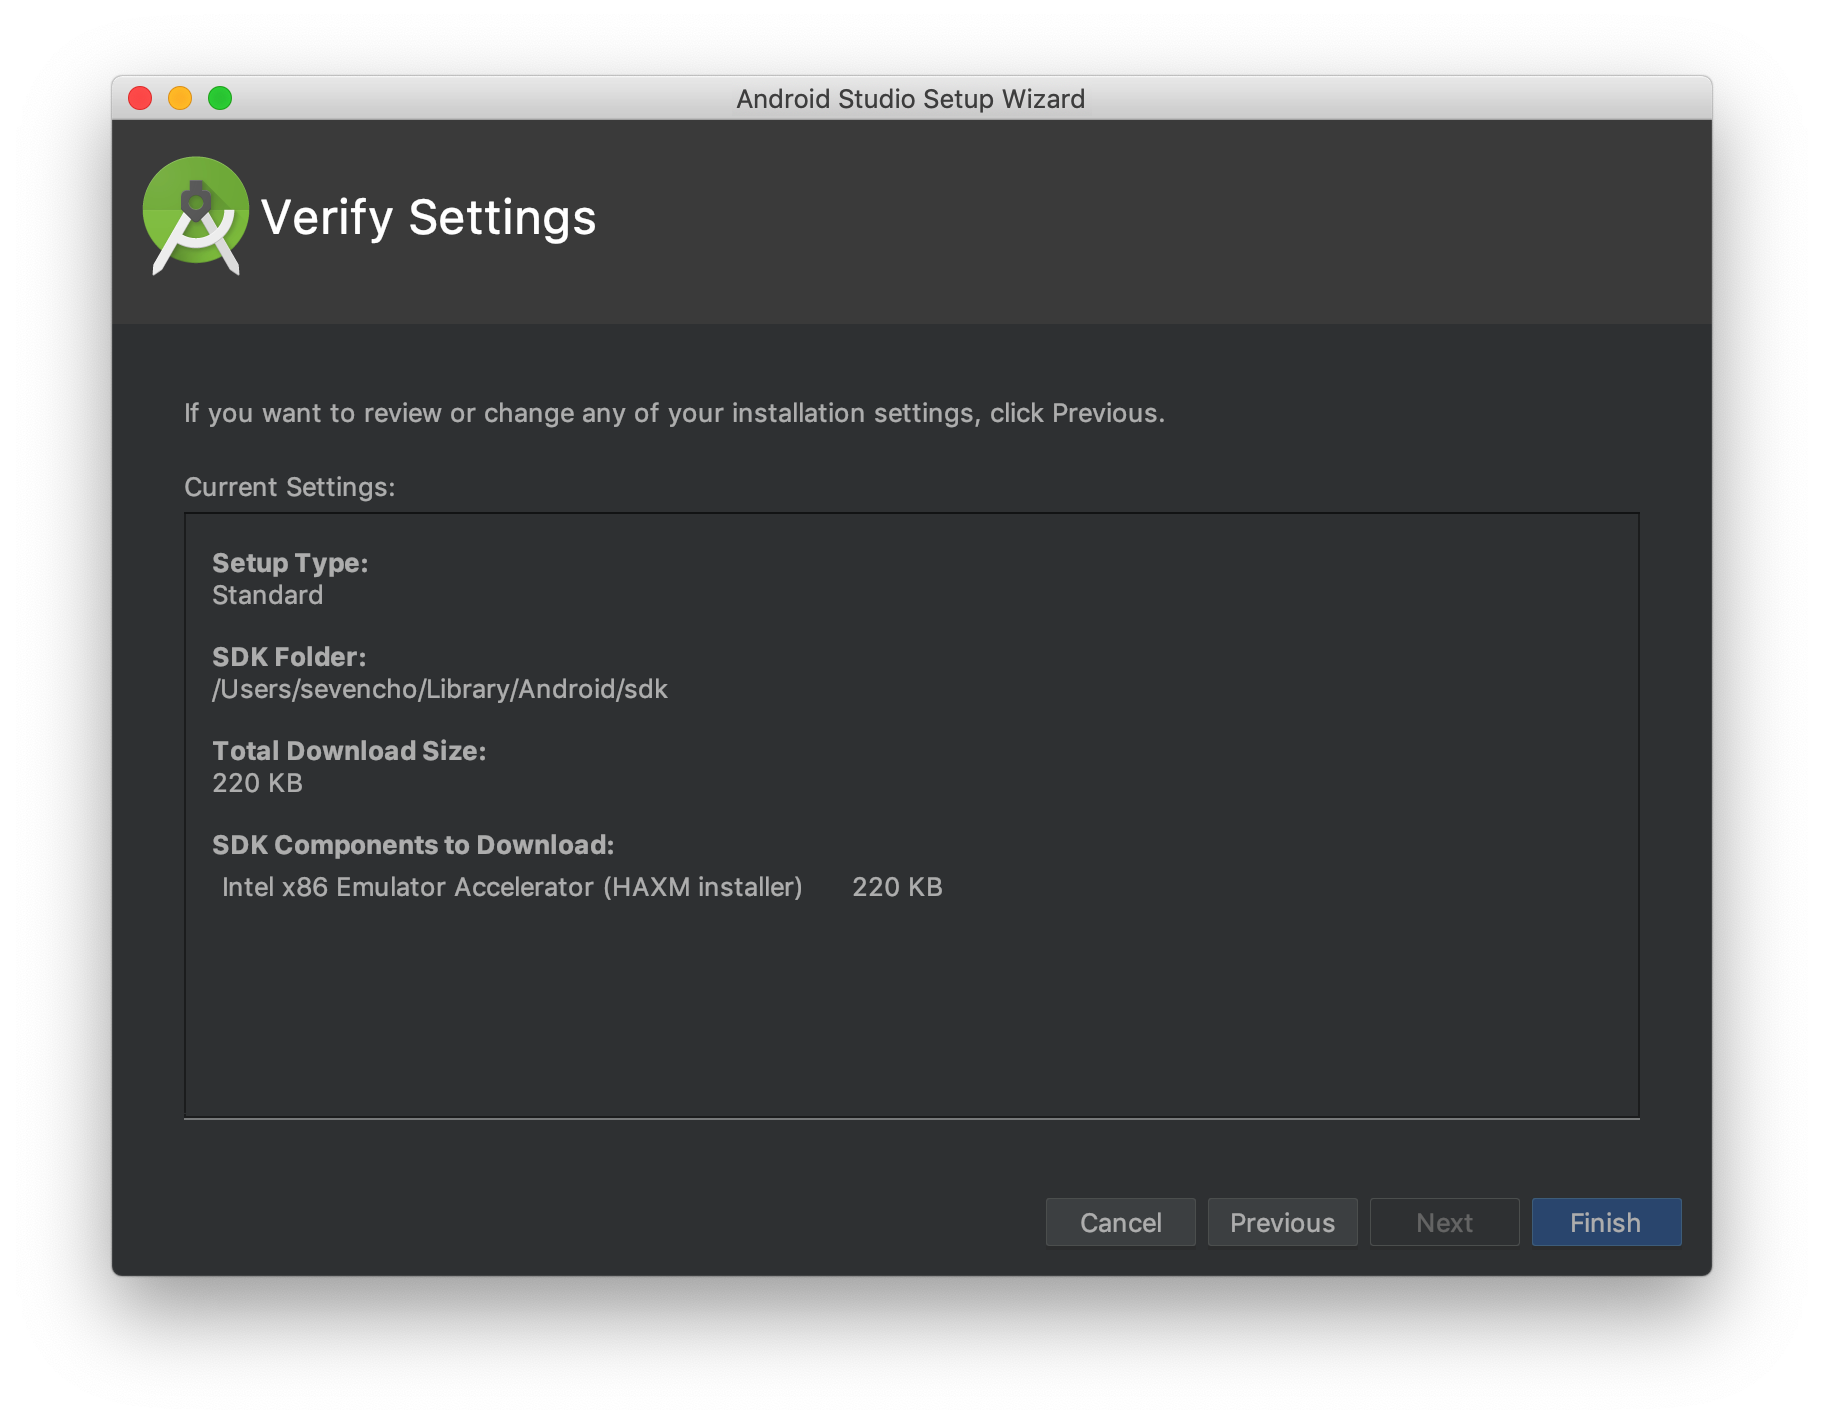 Android Studio Setup Wizard
Verify Settings
If you want to review or change any of your installation settings, click Previous.
Current Settings:
Setup Type:
Standard
SDK Folder:
/Users/sevencho/Library/Android/sdk
Total Download Size:
220 KB
SDK Components to Download:
Intel x86 Emulator Accelerator (HAXM installer) 220 KB
Cancel Previous Next Finish